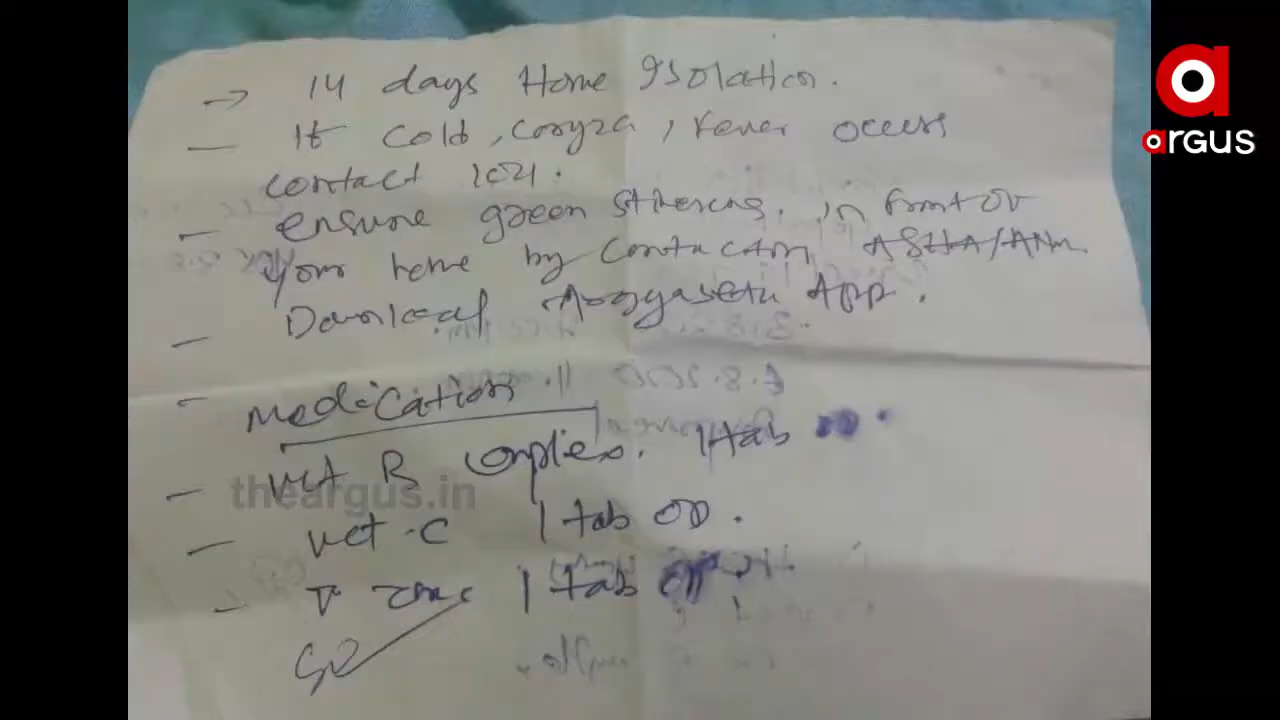 → 14 days Home Isolation.
argus
- If cold, coryza, Fever occurs
contact 104.
- ensure green stickers, in front of
your home by contacting ASHA/ANM
- Download Arogyasetu App.
- Medication
- vit B complex. 1 tab
theargus.in
- vit-C 1 tab OD.
- T zinc 1 tab